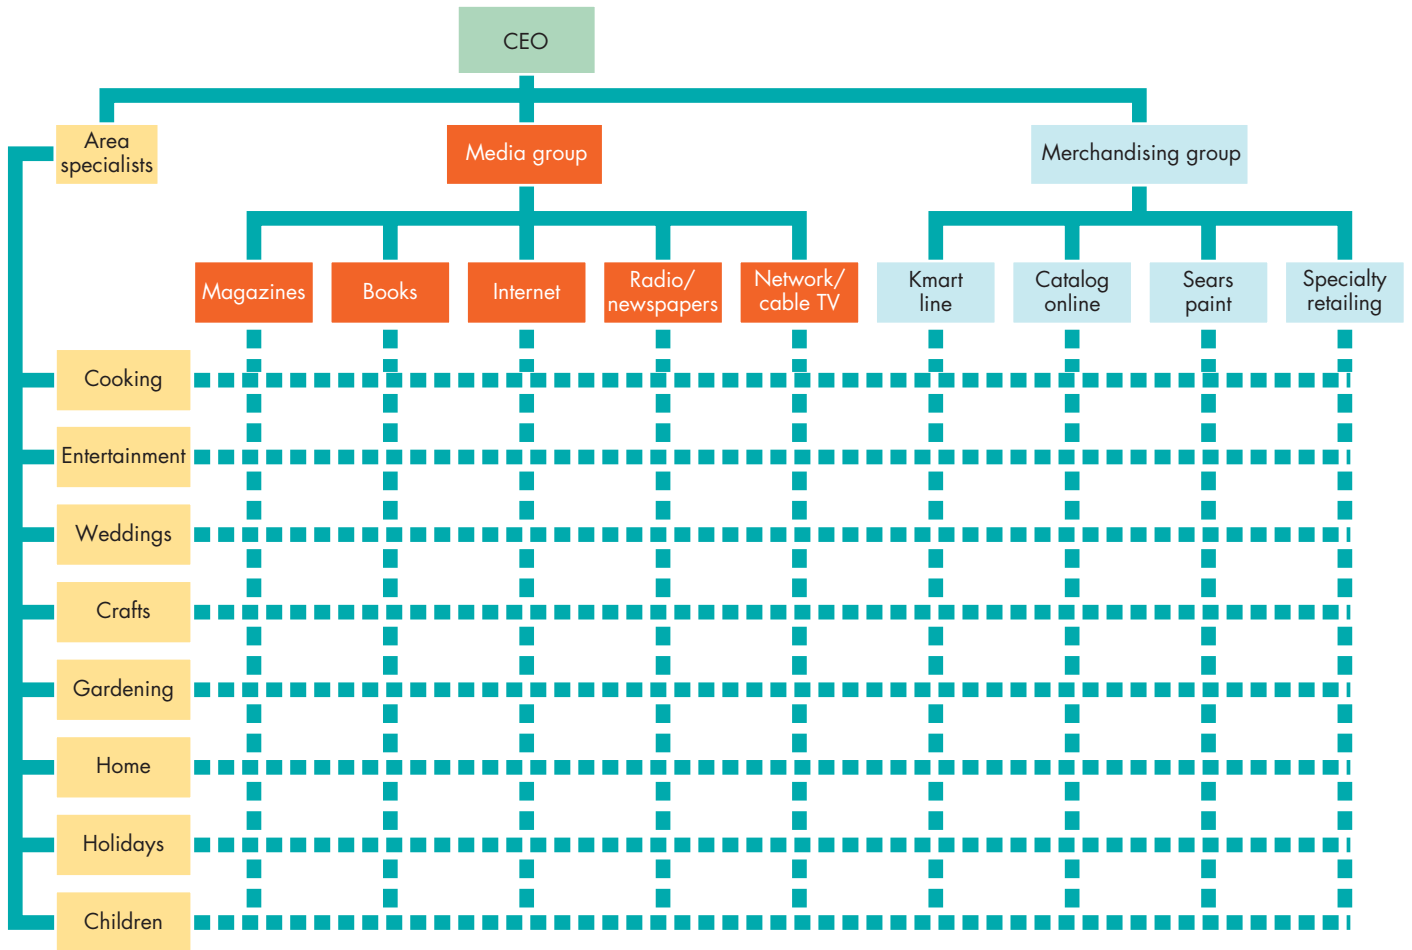 CEO
Area
specialists
Media group
Merchandising group
Magazines
Books
Internet
Radio/
newspapers
Network/
cable TV
Kmart
line
Catalog
online
Sears
paint
Specialty
retailing
Cooking
Entertainment
Weddings
Crafts
Gardening
Home
Holidays
Children